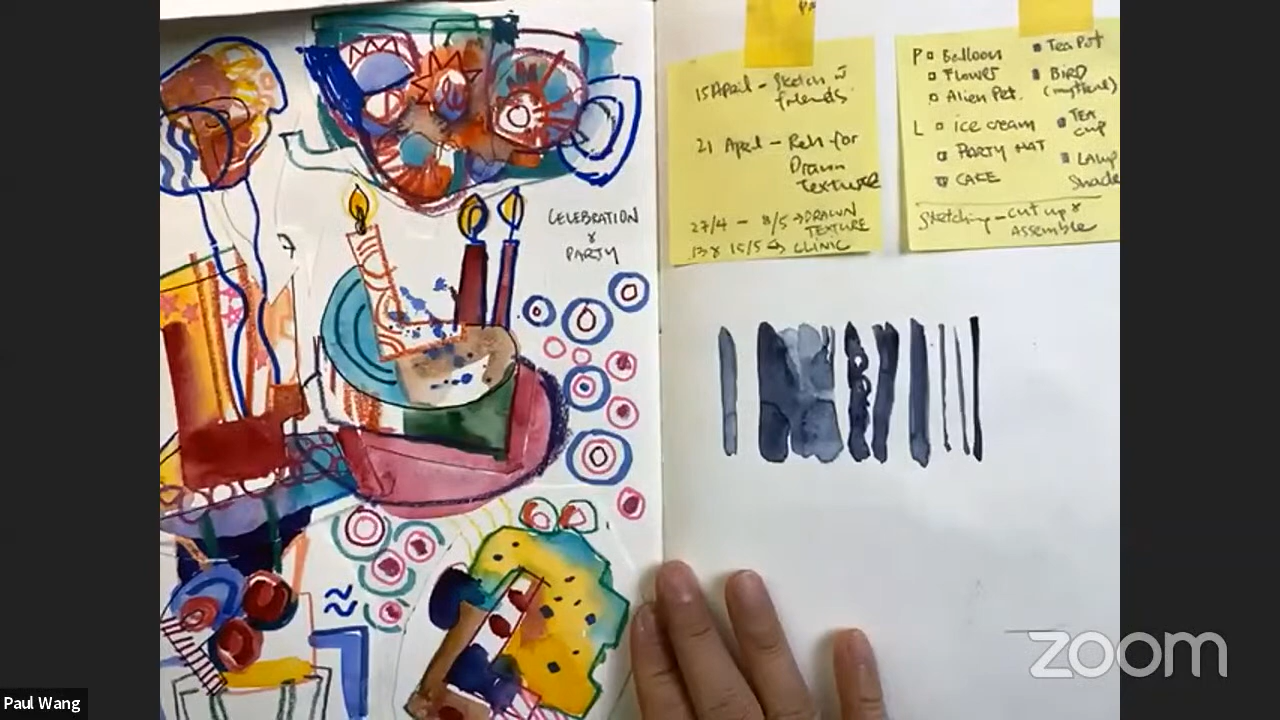 CELEBRATION
&
PARTY
15 April - Sketch w
friends.
21 April - Reh for
Drawn
Texture
27/4 - 8/5 → DRAWN
TEXTURE
13 & 15/5 → CLINIC
P □ Balloon
□ Flower
□ Alien Pet.
L □ ice cream
□ PARTY HAT
□ CAKE
Tea Pot
BIRD
(mythical)
TEA
cup
LAMP
Shade
Sketching - cut up &
Assemble
zoom
Paul Wang